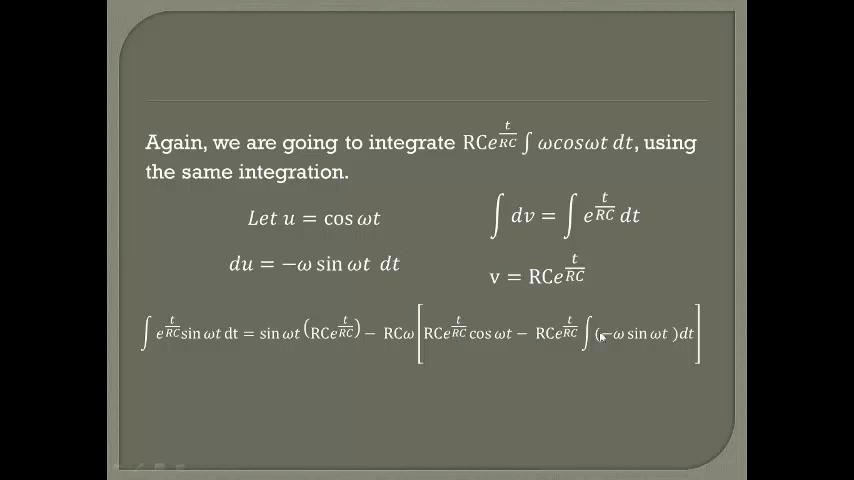 Again, we are going to integrate RCe^{t/RC} ∫ ωcosωt dt, using
the same integration.
Let u = cos ωt
∫ dv = ∫ e^{t/RC} dt
du = −ω sin ωt dt
v = RCe^{t/RC}
∫ e^{t/RC} sin ωt dt = sin ωt (RCe^{t/RC}) − RCω [RCe^{t/RC} cos ωt − RCe^{t/RC} ∫(−ω sin ωt )dt]